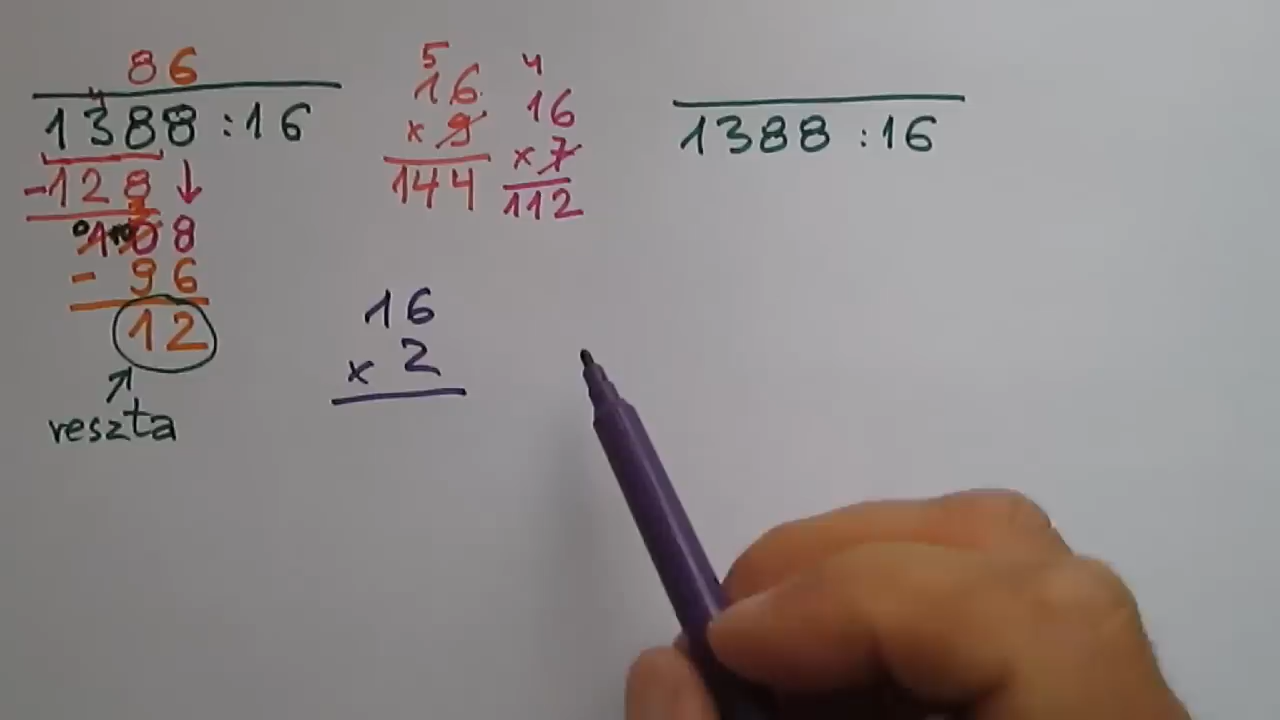 86
1388 : 16
-128
108
- 96
12
reszta
5
16
x 9
144
4
16
x 7
112
16
x 2
1388 : 16